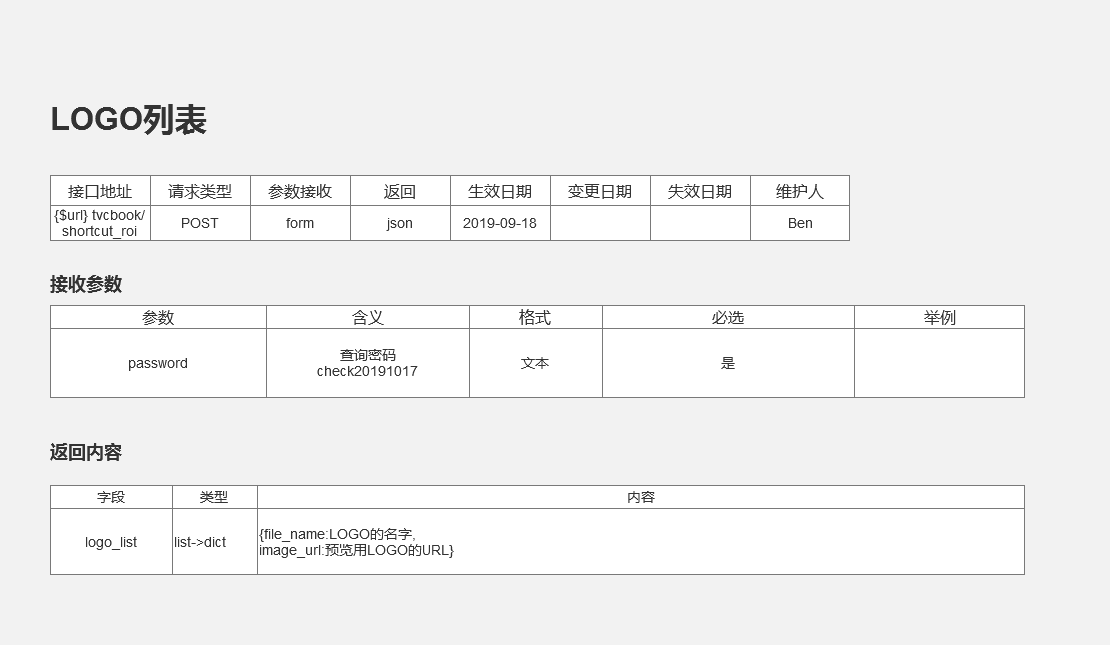 LOGO列表
接口地址 请求类型 参数接收 返回 生效日期 变更日期 失效日期 维护人
{$url} tvcbook/
shortcut_roi POST form json 2019-09-18 Ben
接收参数
参数 含义 格式 必选 举例
password 查询密码
check20191017 文本 是
返回内容
字段 类型 内容
logo_list list->dict {file_name:LOGO的名字,
image_url:预览用LOGO的URL}